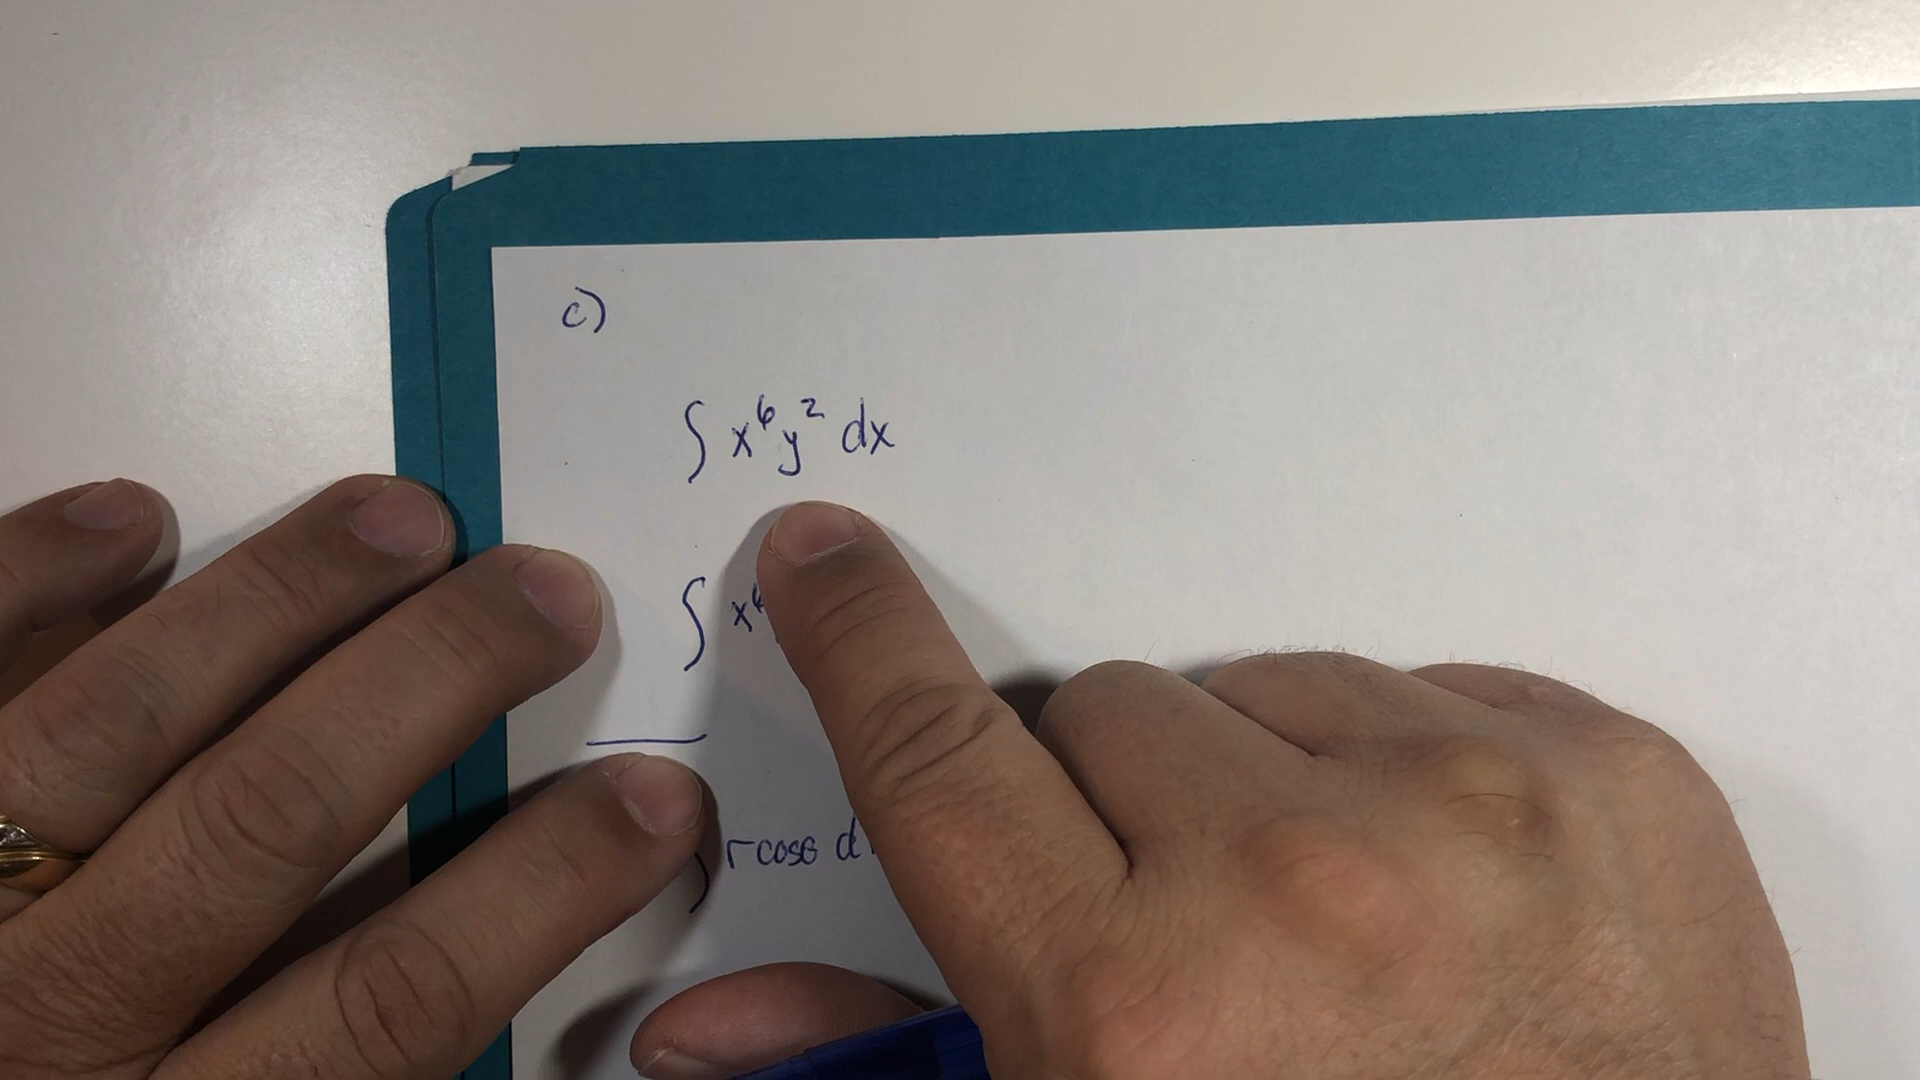 c)
∫ x⁶y² dx
∫ x⁶
r cosθ d